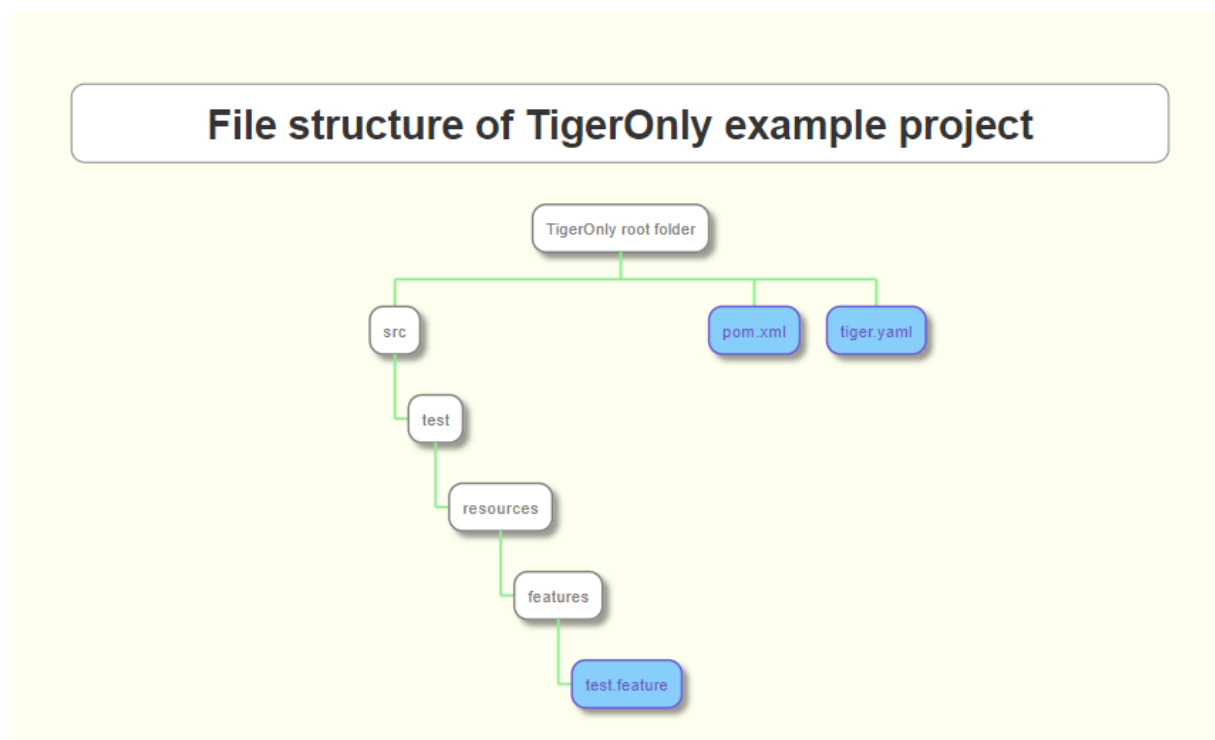 File structure of TigerOnly example project
TigerOnly root folder
src
pom.xml
tiger.yaml
test
resources
features
test.feature